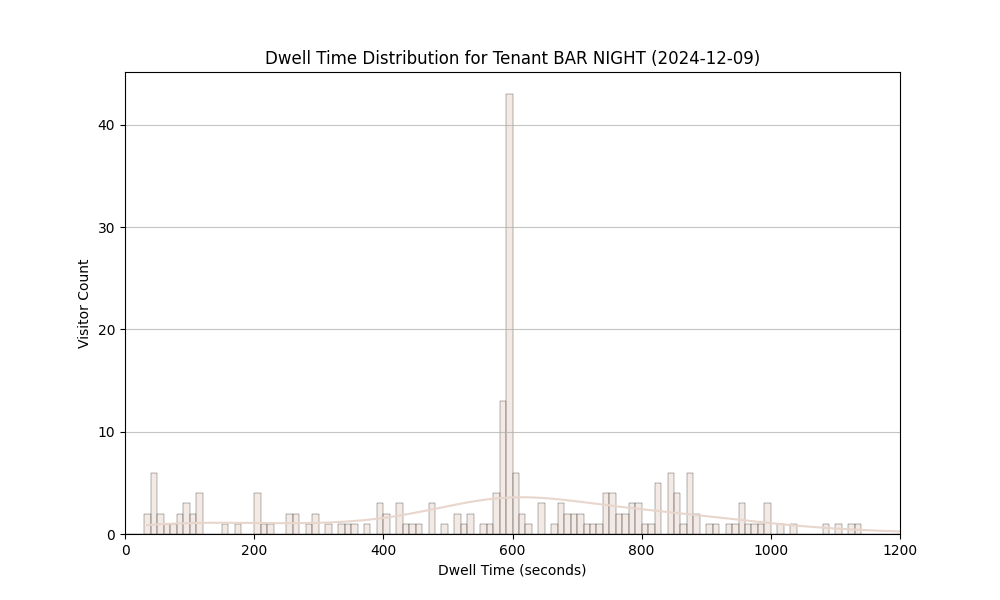 Dwell Time Distribution for Tenant BAR NIGHT (2024-12-09)
Visitor Count
40
30
20
10
0
0 200 400 600 800 1000 1200
Dwell Time (seconds)